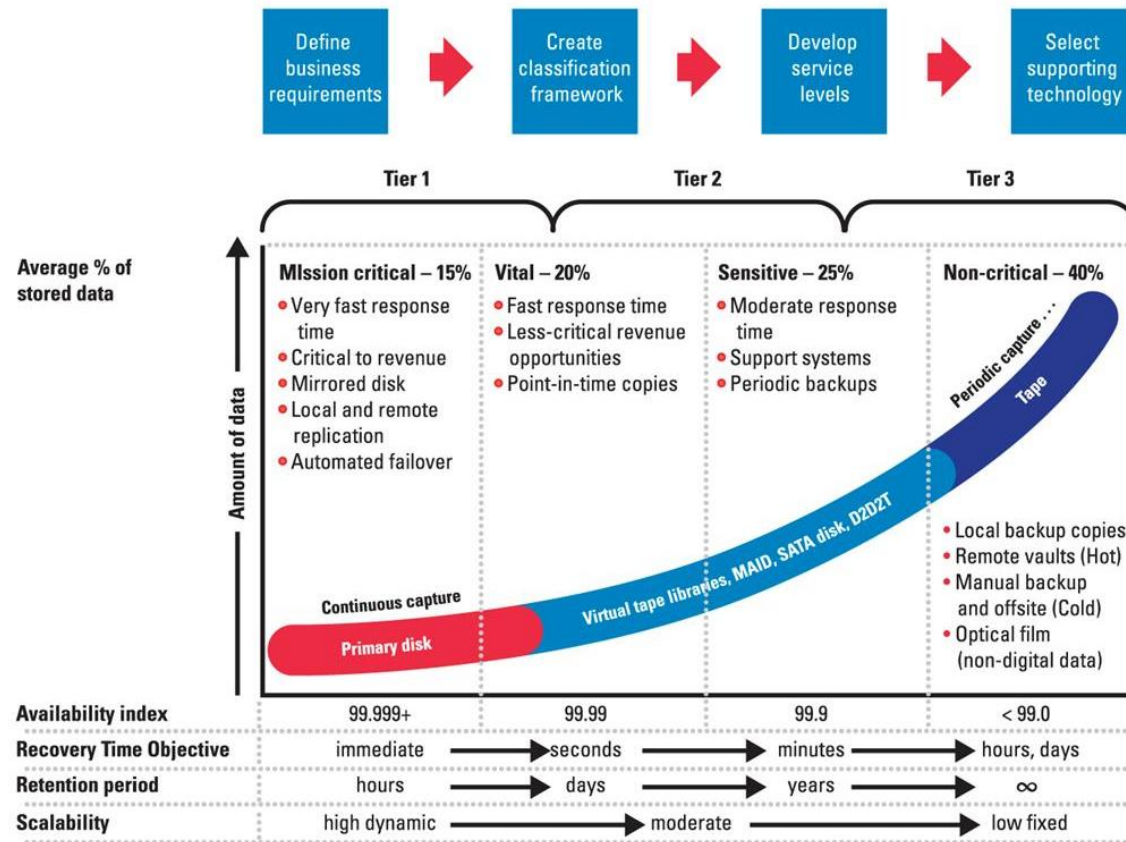 Define
business
requirements
Create
classification
framework
Develop
service
levels
Select
supporting
technology
Tier 1
Tier 2
Tier 3
Average % of
stored data
Amount of data
MIssion critical – 15%
• Very fast response
time
• Critical to revenue
• Mirrored disk
• Local and remote
replication
• Automated failover
Vital – 20%
• Fast response time
• Less-critical revenue
opportunities
• Point-in-time copies
Sensitive – 25%
• Moderate response
time
• Support systems
• Periodic backups
Non-critical – 40%
Periodic capture . . .
Tape
Virtual tape libraries, MAID, SATA disk, D2D2T
Continuous capture
Primary disk
• Local backup copies
• Remote vaults (Hot)
• Manual backup
and offsite (Cold)
• Optical film
(non-digital data)
Availability index 99.999+ 99.99 99.9 < 99.0
Recovery Time Objective immediate seconds minutes hours, days
Retention period hours days years ∞
Scalability high dynamic moderate low fixed